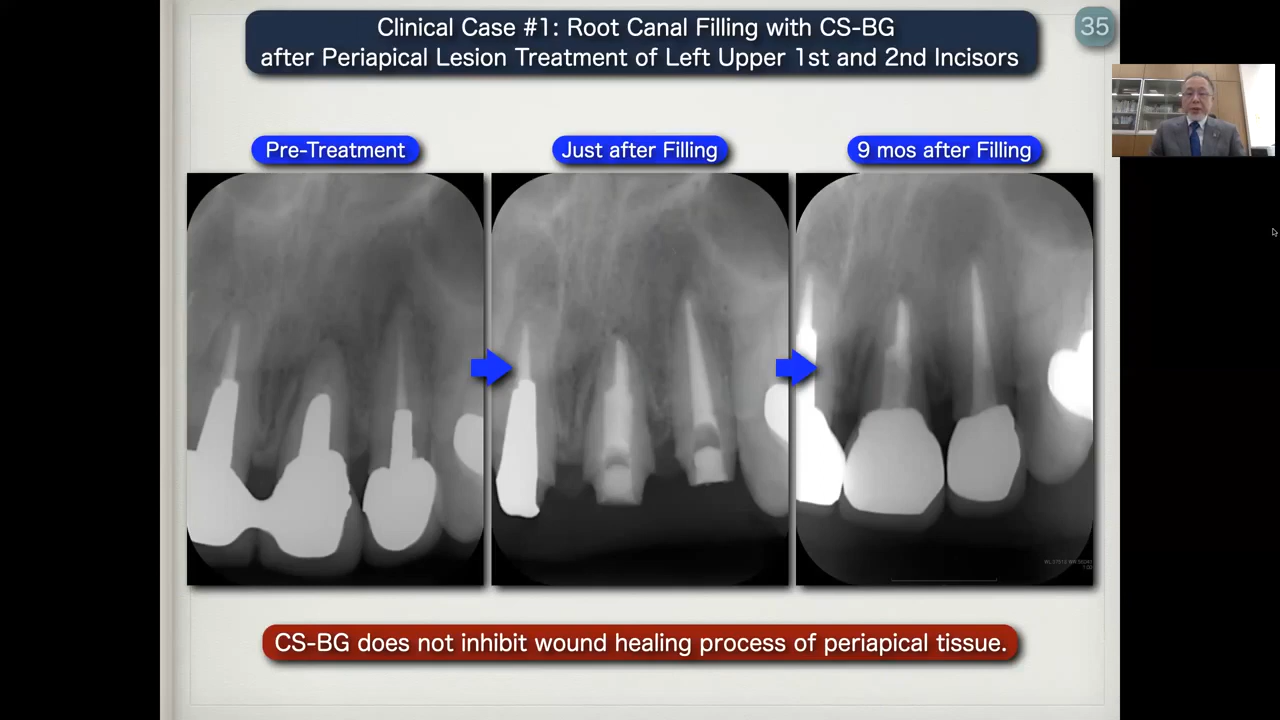 Clinical Case #1: Root Canal Filling with CS-BG
after Periapical Lesion Treatment of Left Upper 1st and 2nd Incisors
35
Pre-Treatment
Just after Filling
9 mos after Filling
CS-BG does not inhibit wound healing process of periapical tissue.